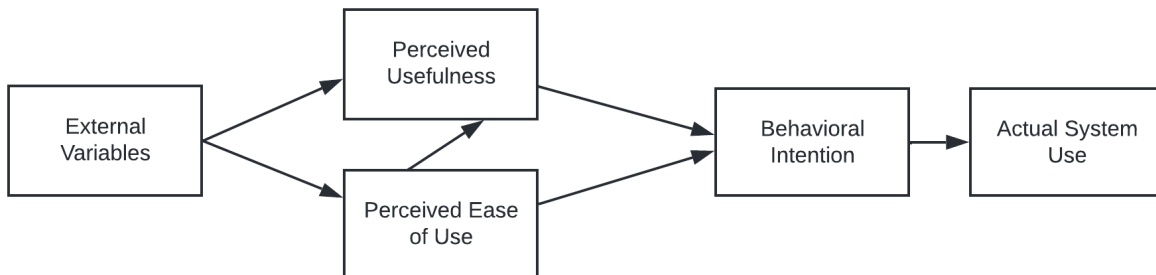 External
Variables
Perceived
Usefulness
Perceived Ease
of Use
Behavioral
Intention
Actual System
Use